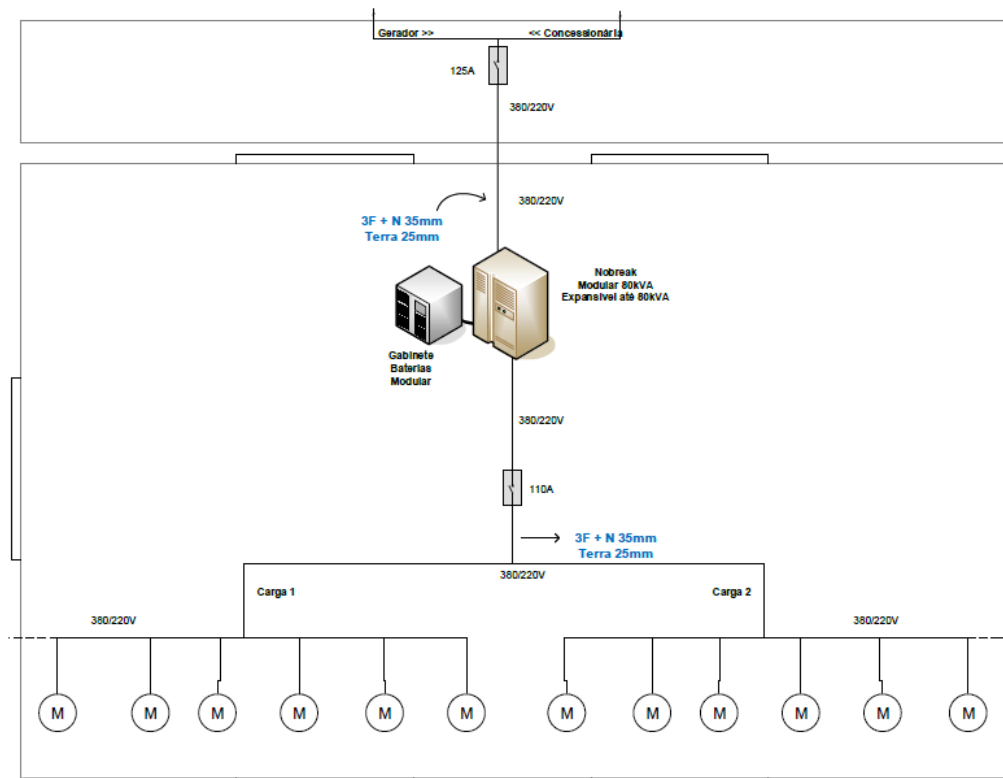 Gerador >> << Concessionária
125A
380/220V
380/220V
3F + N 35mm
Terra 25mm
Nobreak
Modular 80kVA
Expansivel até 80kVA
Gabinete
Baterias
Modular
380/220V
110A
3F + N 35mm
Terra 25mm
380/220V
Carga 1
Carga 2
380/220V
380/220V
M M M M M M M M M M M M